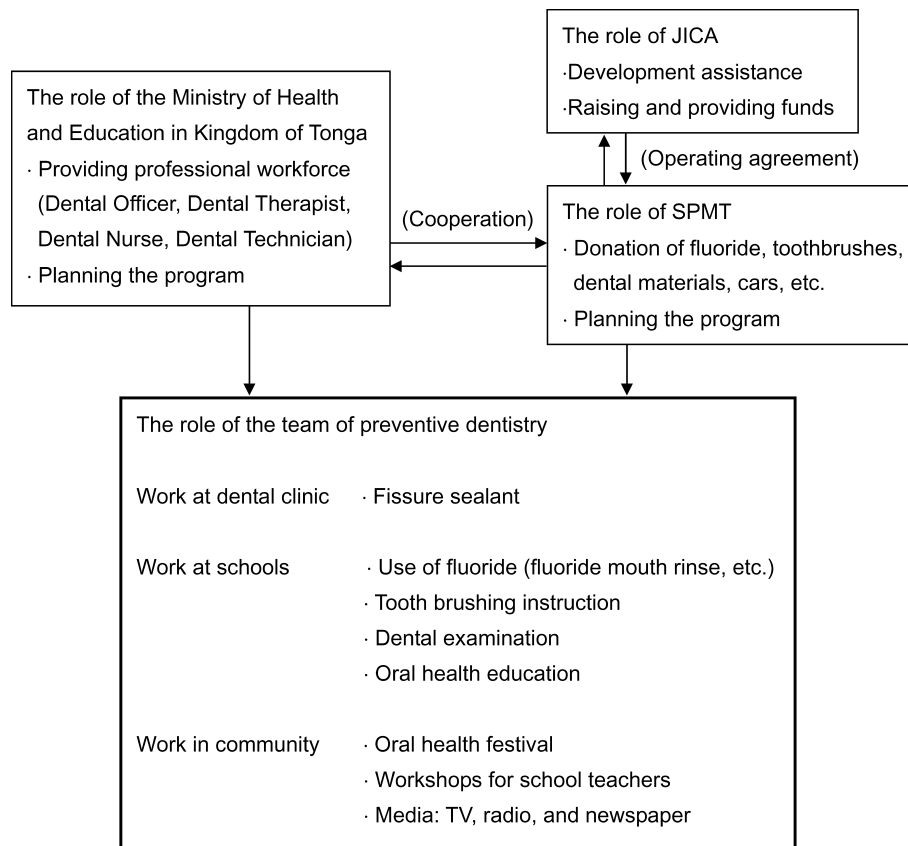 The role of JICA
·Development assistance
·Raising and providing funds
The role of the Ministry of Health
and Education in Kingdom of Tonga
· Providing professional workforce
(Dental Officer, Dental Therapist,
Dental Nurse, Dental Technician)
· Planning the program
(Operating agreement)
(Cooperation)
The role of SPMT
· Donation of fluoride, toothbrushes,
dental materials, cars, etc.
· Planning the program
The role of the team of preventive dentistry
Work at dental clinic · Fissure sealant
Work at schools · Use of fluoride (fluoride mouth rinse, etc.)
· Tooth brushing instruction
· Dental examination
· Oral health education
Work in community · Oral health festival
· Workshops for school teachers
· Media: TV, radio, and newspaper